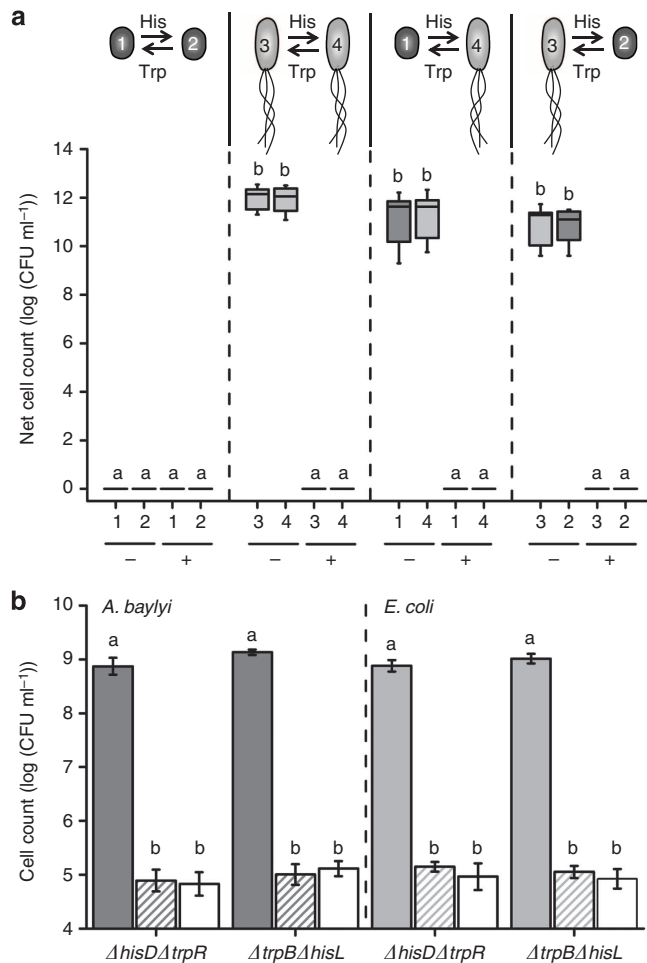 a
His His His His
1 2 3 4 1 4 3 2
Trp Trp Trp Trp
14
12
10
8
6
4
2
0
Net cell count (log (CFU ml⁻¹))
b b b b b b
a a a a a a a a a a
1 2 1 2 3 4 3 4 1 4 1 4 3 2 3 2
− + − + − + − +
b
A. baylyi E. coli
10
9
8
7
6
5
4
Cell count (log (CFU ml⁻¹))
a a a a
b b b b b b b b
ΔhisDΔtrpR ΔtrpBΔhisL ΔhisDΔtrpR ΔtrpBΔhisL